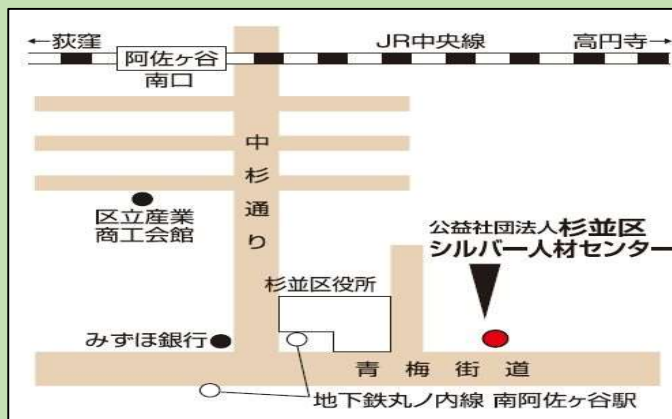 ←荻窪
阿佐ヶ谷
JR中央線
高円寺→
南口
中杉通り
区立産業
商工会館
公益社団法人杉並区
シルバー人材センター
杉並区役所
みずほ銀行
青梅街道
地下鉄丸ノ内線 南阿佐ヶ谷駅